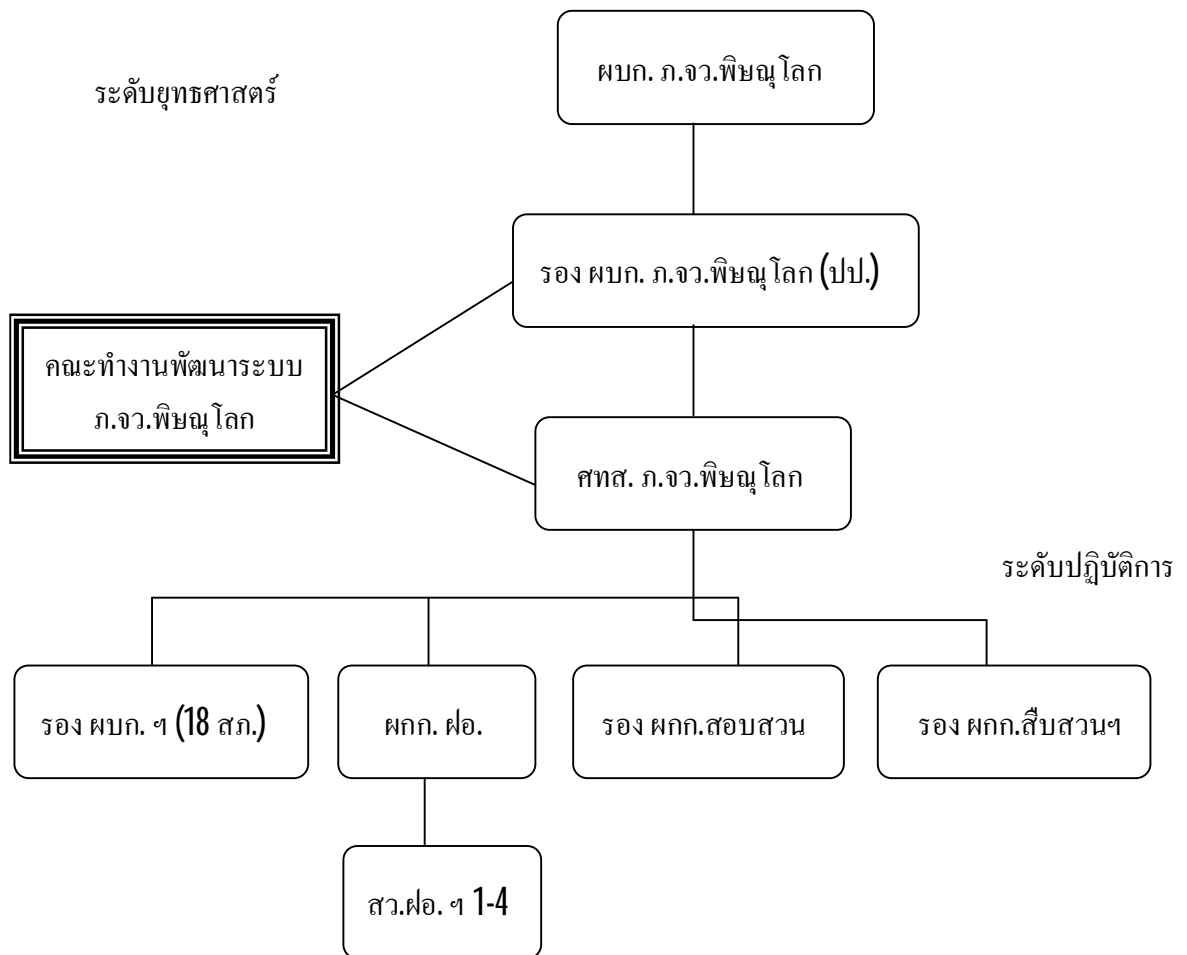 ผบก. ภ.จว.พิษณุโลก
ระดับยุทธศาสตร์
รอง ผบก. ภ.จว.พิษณุโลก (ปป.)
คณะทำงานพัฒนาระบบ
ภ.จว.พิษณุโลก
ศทส. ภ.จว.พิษณุโลก
ระดับปฏิบัติการ
รอง ผบก. ฯ (18 สภ.)
ผกก. ฝอ.
รอง ผกก.สอบสวน
รอง ผกก.สืบสวนฯ
สว.ฝอ. ฯ 1-4